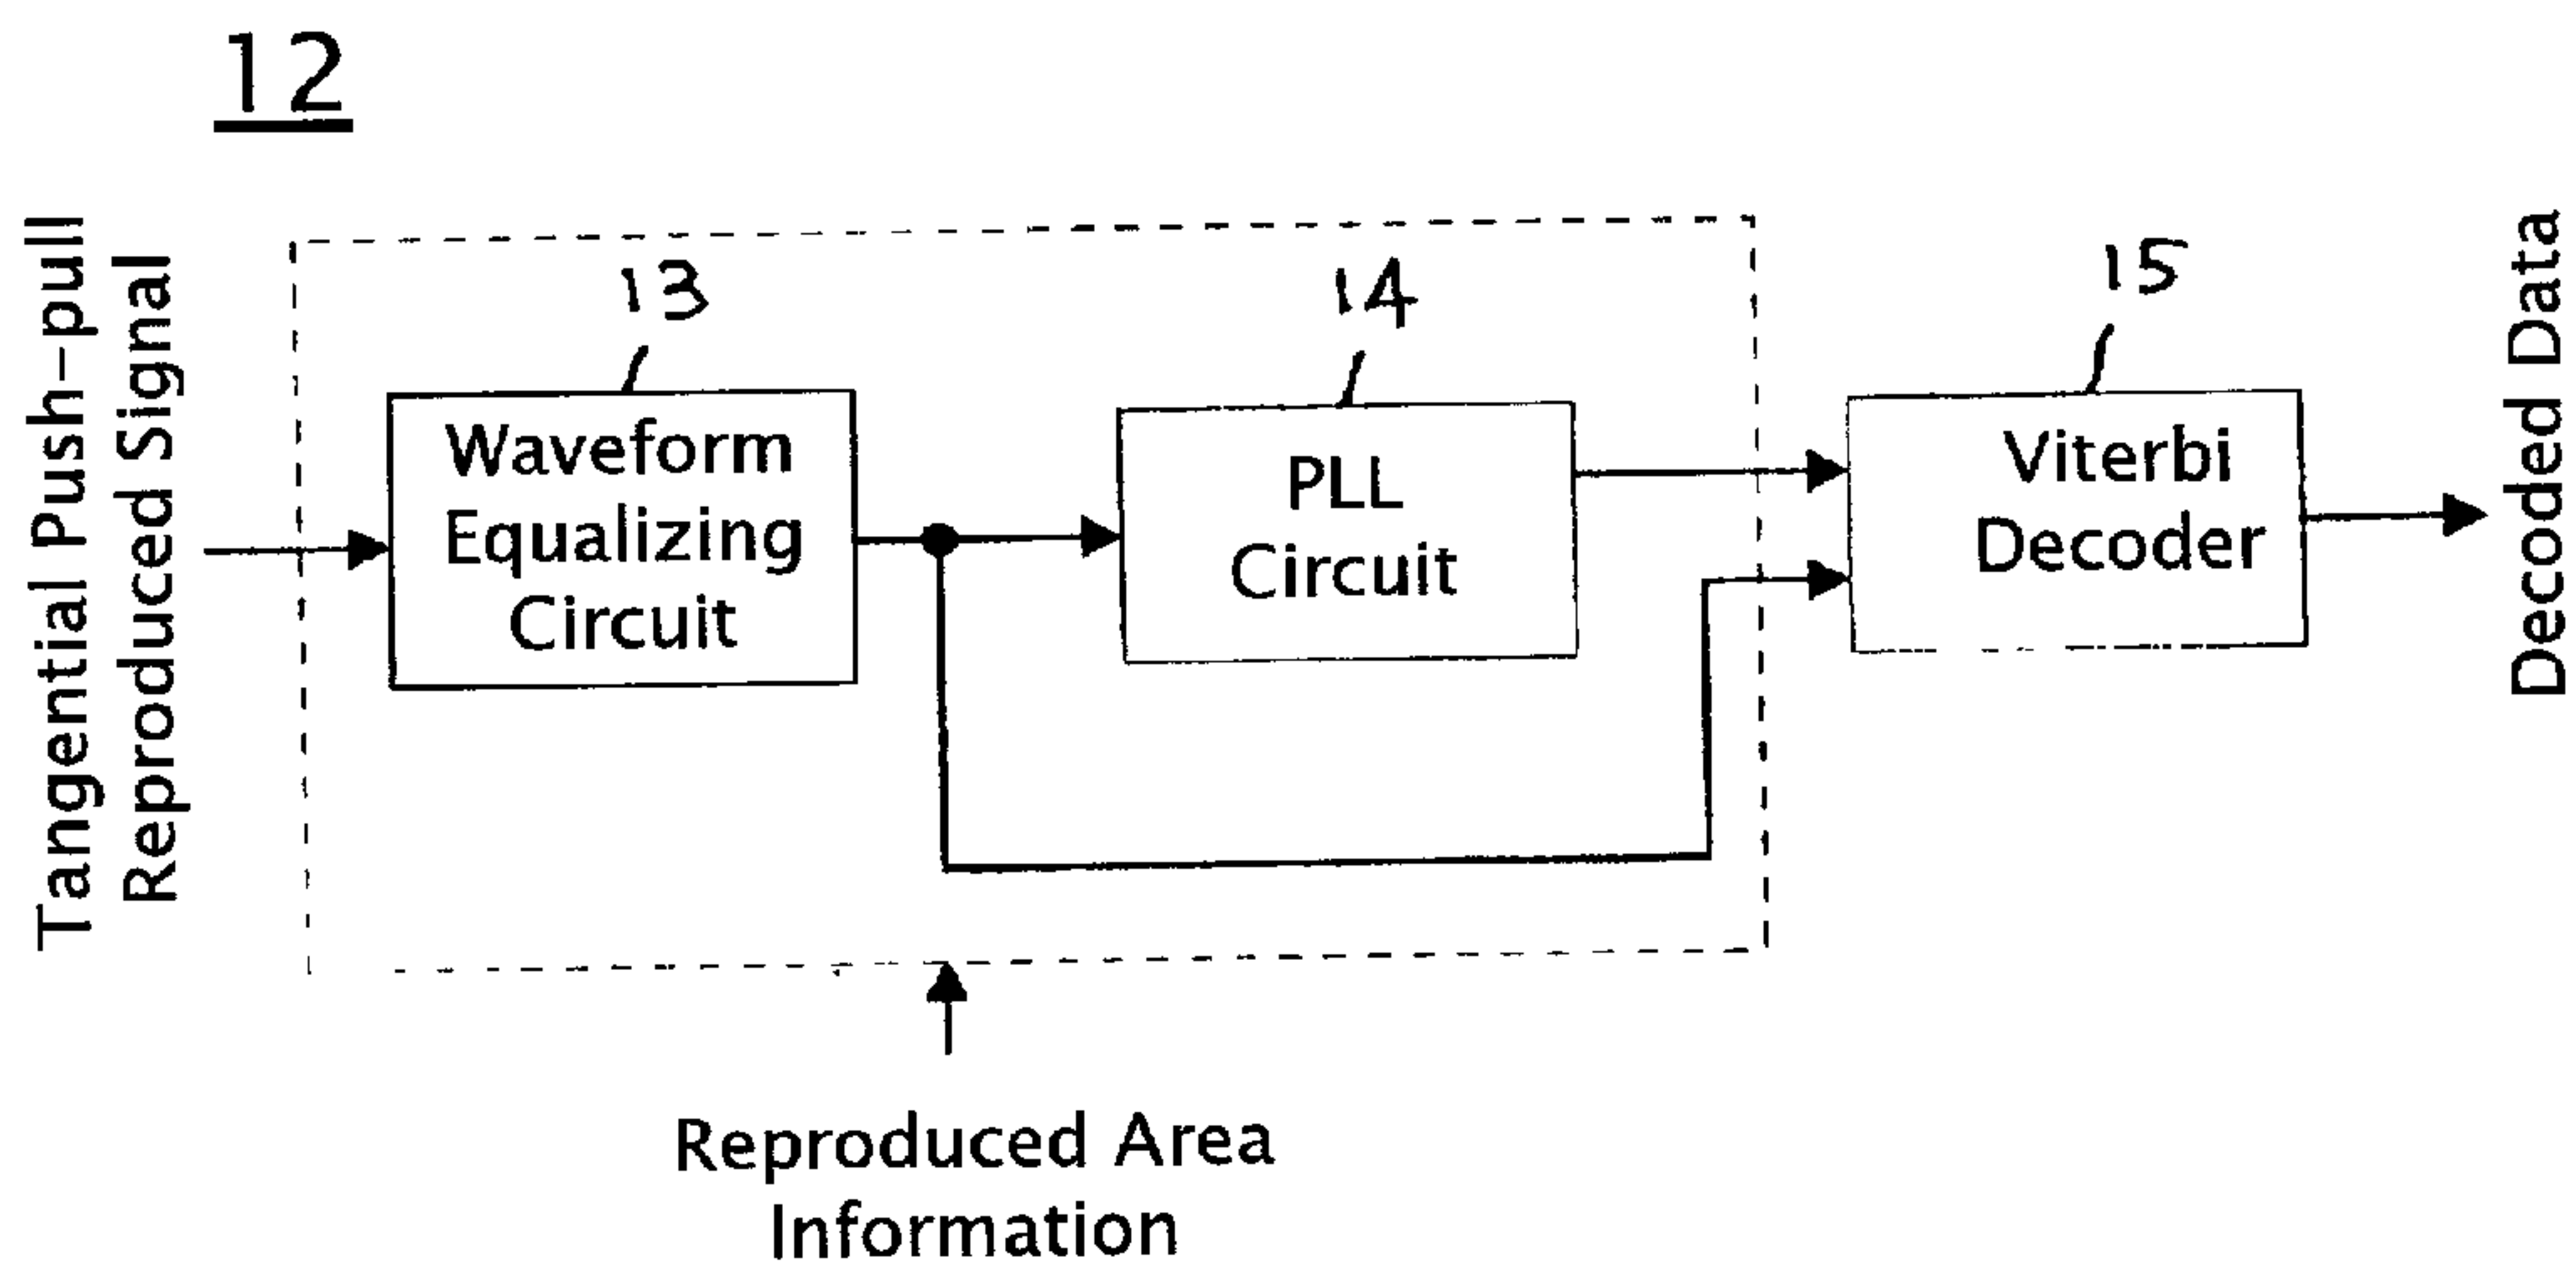 12
Tangential Push-pull
Reproduced Signal
13
Waveform
Equalizing
Circuit
14
PLL
Circuit
15
Viterbi
Decoder
Decoded Data
Reproduced Area
Information